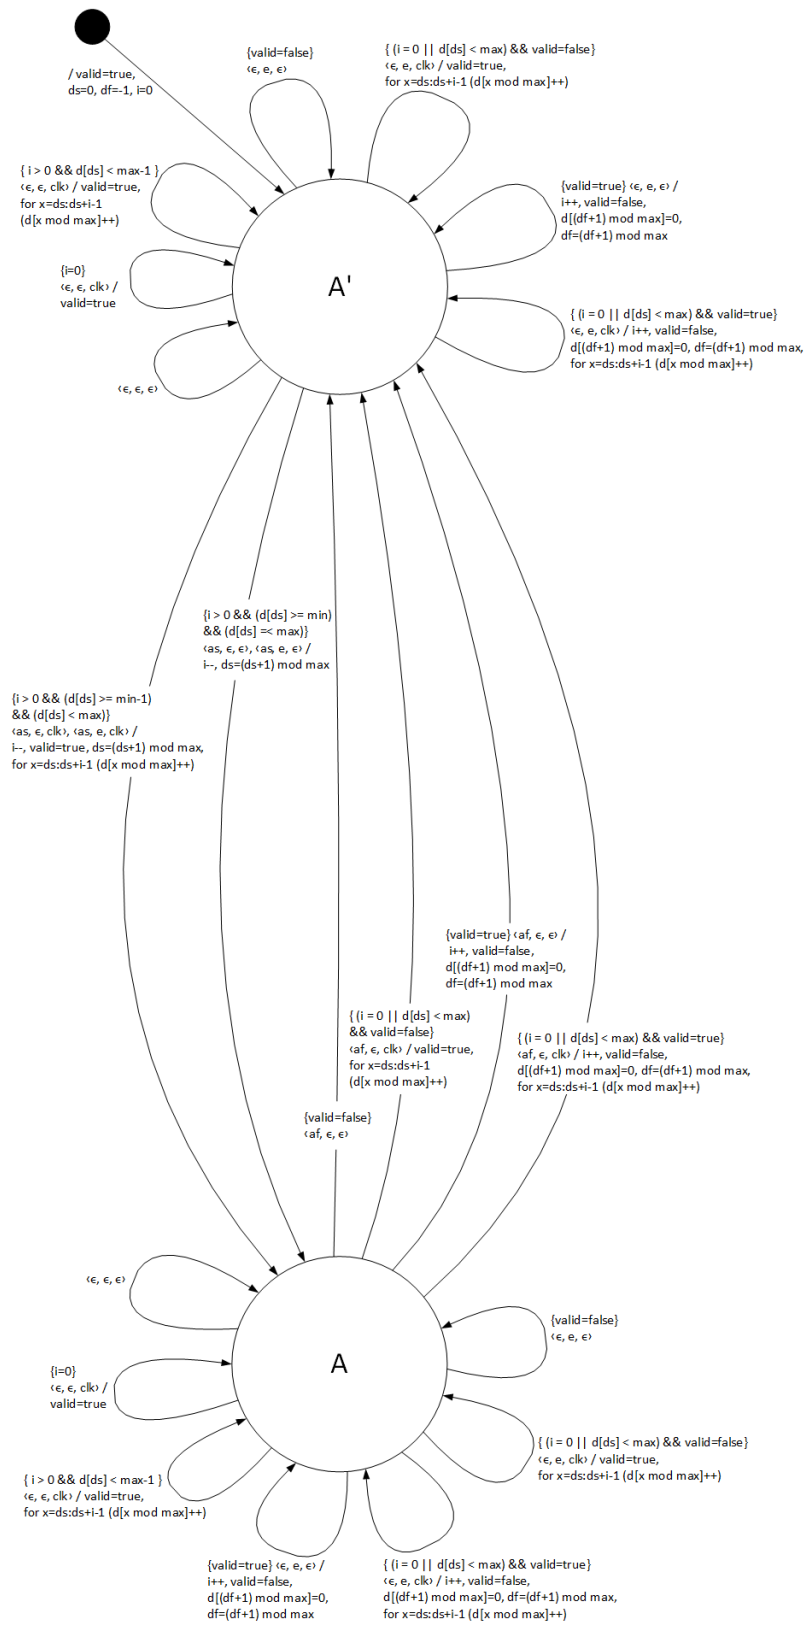 / valid=true,
ds=0, df=-1, i=0
{valid=false}
‹ϵ, e, ϵ›
{ (i = 0 || d[ds] < max) && valid=false}
‹ϵ, e, clk› / valid=true,
for x=ds:ds+i-1 (d[x mod max]++)
{ i > 0 && d[ds] < max-1 }
‹ϵ, ϵ, clk› / valid=true,
for x=ds:ds+i-1
(d[x mod max]++)
{valid=true} ‹ϵ, e, ϵ› /
i++, valid=false,
d[(df+1) mod max]=0,
df=(df+1) mod max
{i=0}
‹ϵ, ϵ, clk› /
valid=true
A'
{ (i = 0 || d[ds] < max) && valid=true}
‹ϵ, e, clk› / i++, valid=false,
d[(df+1) mod max]=0, df=(df+1) mod max,
for x=ds:ds+i-1 (d[x mod max]++)
‹ϵ, ϵ, ϵ›
{i > 0 && (d[ds] >= min)
&& (d[ds] =< max)}
‹as, ϵ, ϵ›, ‹as, e, ϵ› /
i--, ds=(ds+1) mod max
{i > 0 && (d[ds] >= min-1)
&& (d[ds] < max)}
‹as, ϵ, clk›, ‹as, e, clk› /
i--, valid=true, ds=(ds+1) mod max,
for x=ds:ds+i-1 (d[x mod max]++)
{valid=true} ‹af, ϵ, ϵ› /
i++, valid=false,
d[(df+1) mod max]=0,
df=(df+1) mod max
{ (i = 0 || d[ds] < max)
&& valid=false}
‹af, ϵ, clk› / valid=true,
for x=ds:ds+i-1
(d[x mod max]++)
{ (i = 0 || d[ds] < max) && valid=true}
‹af, ϵ, clk› / i++, valid=false,
d[(df+1) mod max]=0, df=(df+1) mod max,
for x=ds:ds+i-1 (d[x mod max]++)
{valid=false}
‹af, ϵ, ϵ›
‹ϵ, ϵ, ϵ›
{valid=false}
‹ϵ, e, ϵ›
A
{i=0}
‹ϵ, ϵ, clk› /
valid=true
{ (i = 0 || d[ds] < max) && valid=false}
‹ϵ, e, clk› / valid=true,
for x=ds:ds+i-1 (d[x mod max]++)
{ i > 0 && d[ds] < max-1 }
‹ϵ, ϵ, clk› / valid=true,
for x=ds:ds+i-1 (d[x mod max]++)
{valid=true} ‹ϵ, e, ϵ› /
i++, valid=false,
d[(df+1) mod max]=0,
df=(df+1) mod max
{ (i = 0 || d[ds] < max) && valid=true}
‹ϵ, e, clk› / i++, valid=false,
d[(df+1) mod max]=0, df=(df+1) mod max,
for x=ds:ds+i-1 (d[x mod max]++)